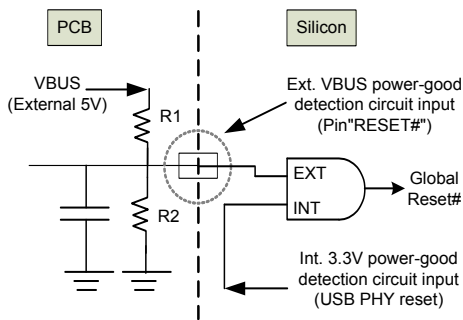 PCB
Silicon
VBUS
(External 5V)
R1
Ext. VBUS power-good
detection circuit input
(Pin"RESET#")
EXT
INT
Global
Reset#
R2
Int. 3.3V power-good
detection circuit input
(USB PHY reset)